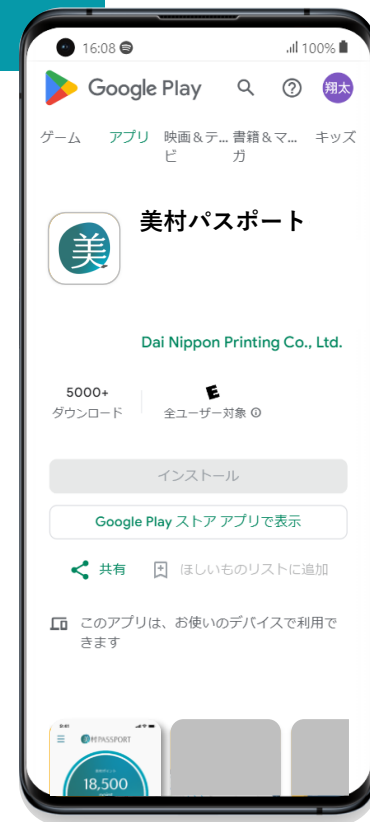 16:08
100%
Google Play
翔太
ゲーム
アプリ
映画&テ...
ビ
書籍&マ...
ガ
キッズ
美
美村パスポート
Dai Nippon Printing Co., Ltd.
5000+
ダウンロード
E
全ユーザー対象
インストール
Google Play ストア アプリで表示
共有
ほしいものリストに追加
このアプリは、お使いのデバイスで利用で
きます
美村PASSPORT
18,500